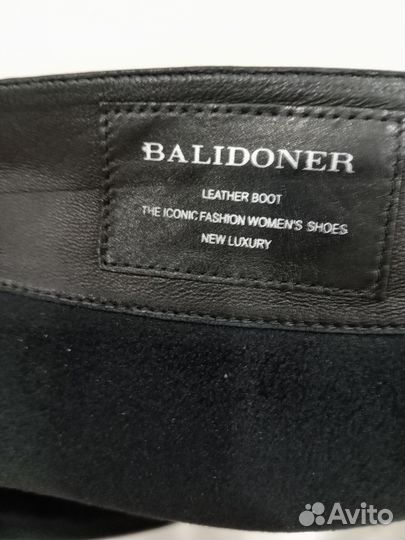 BALIDONER
LEATHER BOOT
THE ICONIC FASHION WOMEN'S SHOES
NEW LUXURY
Avito